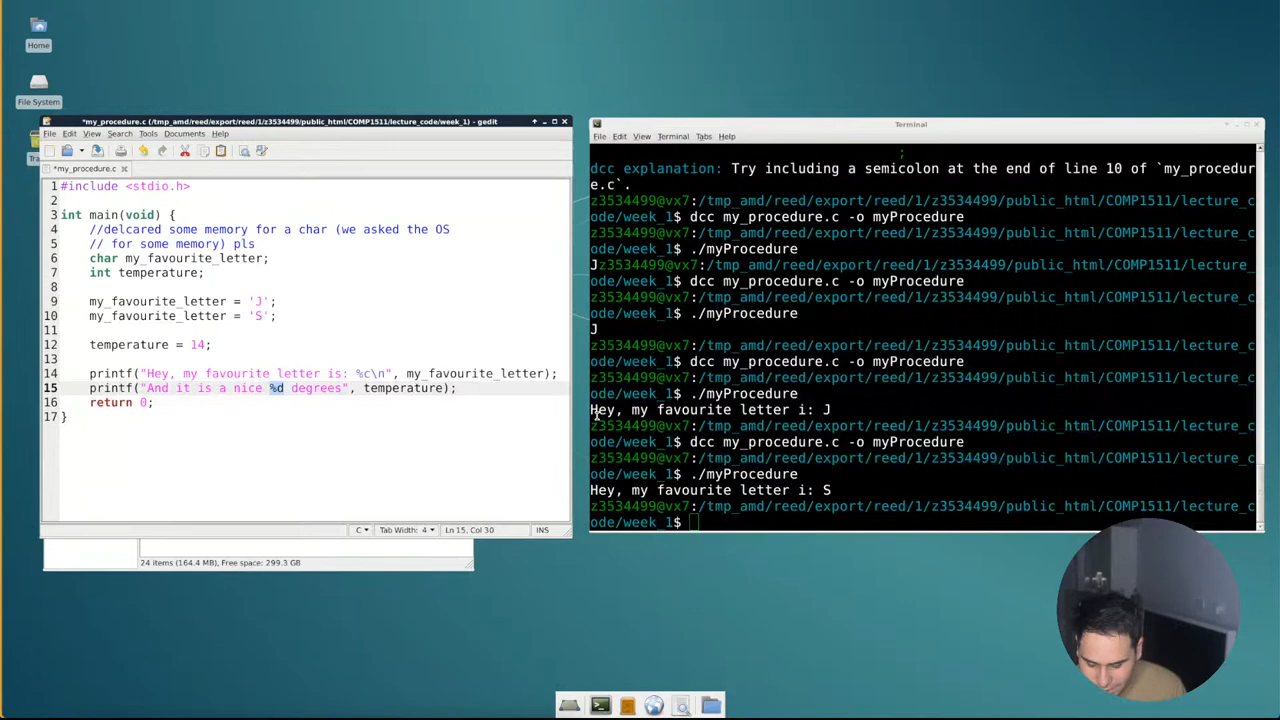 Home
File System
Tra
*my_procedure.c (/tmp_amd/reed/export/reed/1/z3534499/public_html/COMP1511/lecture_code/week_1) - gedit
File Edit View Search Tools Documents Help
*my_procedure.c
1 #include <stdio.h>
2
3 int main(void) {
4 //delcared some memory for a char (we asked the OS
5 // for some memory) pls
6 char my_favourite_letter;
7 int temperature;
8
9 my_favourite_letter = 'J';
10 my_favourite_letter = 'S';
11
12 temperature = 14;
13
14 printf("Hey, my favourite letter is: %c\n", my_favourite_letter);
15 printf("And it is a nice %d degrees", temperature);
16 return 0;
17 }
C Tab Width: 4 Ln 15, Col 30 INS
24 items (164.4 MB), Free space: 299.3 GB
Terminal
File Edit View Terminal Tabs Help
;
dcc explanation: Try including a semicolon at the end of line 10 of `my_procedur
e.c`.
z3534499@vx7:/tmp_amd/reed/export/reed/1/z3534499/public_html/COMP1511/lecture_c
ode/week_1$ dcc my_procedure.c -o myProcedure
z3534499@vx7:/tmp_amd/reed/export/reed/1/z3534499/public_html/COMP1511/lecture_c
ode/week_1$ ./myProcedure
Jz3534499@vx7:/tmp_amd/reed/export/reed/1/z3534499/public_html/COMP1511/lecture_
code/week_1$ dcc my_procedure.c -o myProcedure
z3534499@vx7:/tmp_amd/reed/export/reed/1/z3534499/public_html/COMP1511/lecture_c
ode/week_1$ ./myProcedure
J
z3534499@vx7:/tmp_amd/reed/export/reed/1/z3534499/public_html/COMP1511/lecture_c
ode/week_1$ dcc my_procedure.c -o myProcedure
z3534499@vx7:/tmp_amd/reed/export/reed/1/z3534499/public_html/COMP1511/lecture_c
ode/week_1$ ./myProcedure
Hey, my favourite letter i: J
z3534499@vx7:/tmp_amd/reed/export/reed/1/z3534499/public_html/COMP1511/lecture_c
ode/week_1$ dcc my_procedure.c -o myProcedure
z3534499@vx7:/tmp_amd/reed/export/reed/1/z3534499/public_html/COMP1511/lecture_c
ode/week_1$ ./myProcedure
Hey, my favourite letter i: S
z3534499@vx7:/tmp_amd/reed/export/reed/1/z3534499/public_html/COMP1511/lecture_c
ode/week_1$